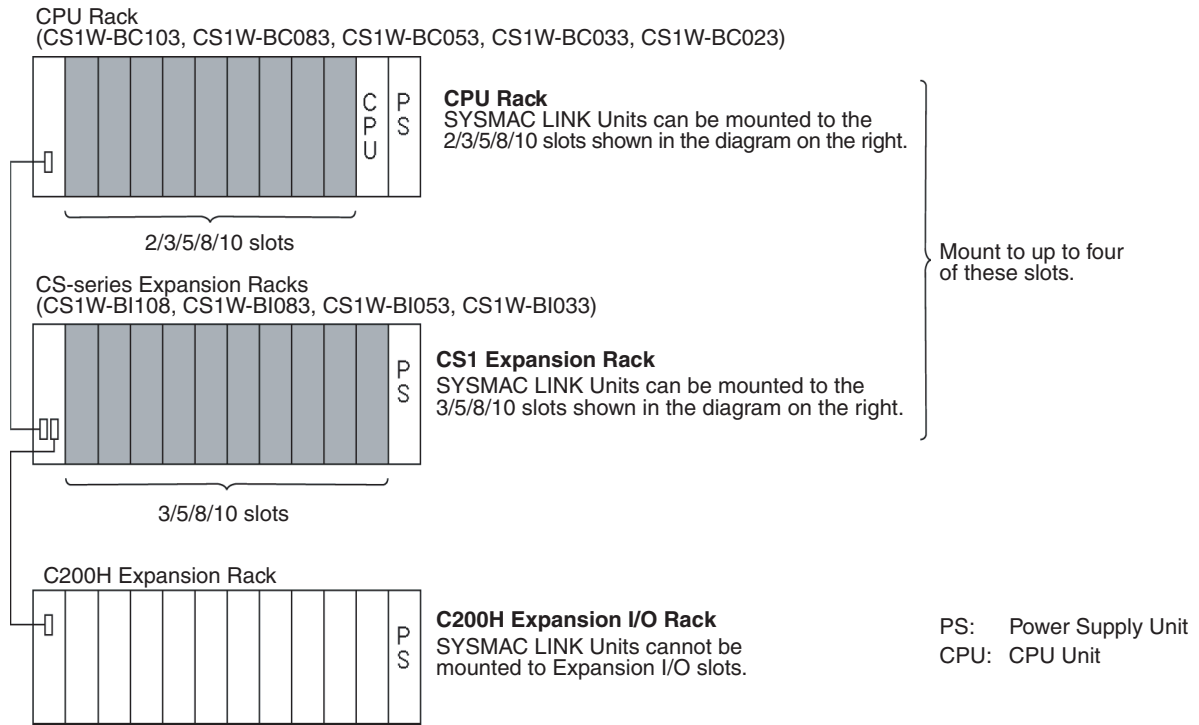 CPU Rack
(CS1W-BC103, CS1W-BC083, CS1W-BC053, CS1W-BC033, CS1W-BC023)
CPU
PS
CPU Rack
SYSMAC LINK Units can be mounted to the
2/3/5/8/10 slots shown in the diagram on the right.
2/3/5/8/10 slots
Mount to up to four
of these slots.
CS-series Expansion Racks
(CS1W-BI108, CS1W-BI083, CS1W-BI053, CS1W-BI033)
PS
CS1 Expansion Rack
SYSMAC LINK Units can be mounted to the
3/5/8/10 slots shown in the diagram on the right.
3/5/8/10 slots
C200H Expansion Rack
PS
C200H Expansion I/O Rack
SYSMAC LINK Units cannot be
mounted to Expansion I/O slots.
PS: Power Supply Unit
CPU: CPU Unit